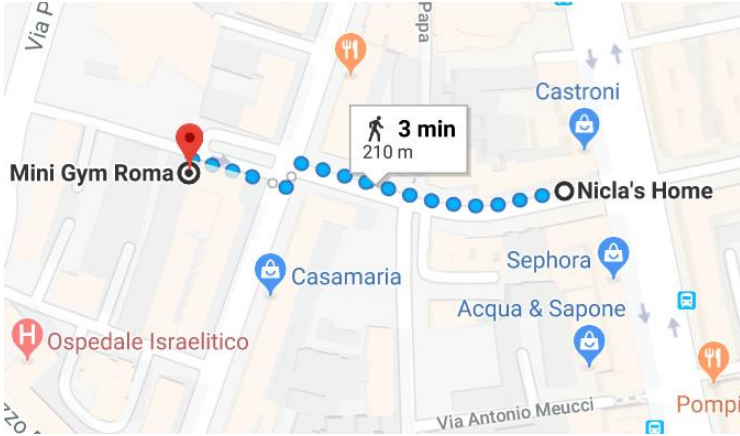 Via P
Papa
Castroni
3 min
210 m
Mini Gym Roma
Nicla's Home
Sephora
Casamaria
Acqua & Sapone
H
Ospedale Israelitico
Pompi
Via Antonio Meucci
zzo